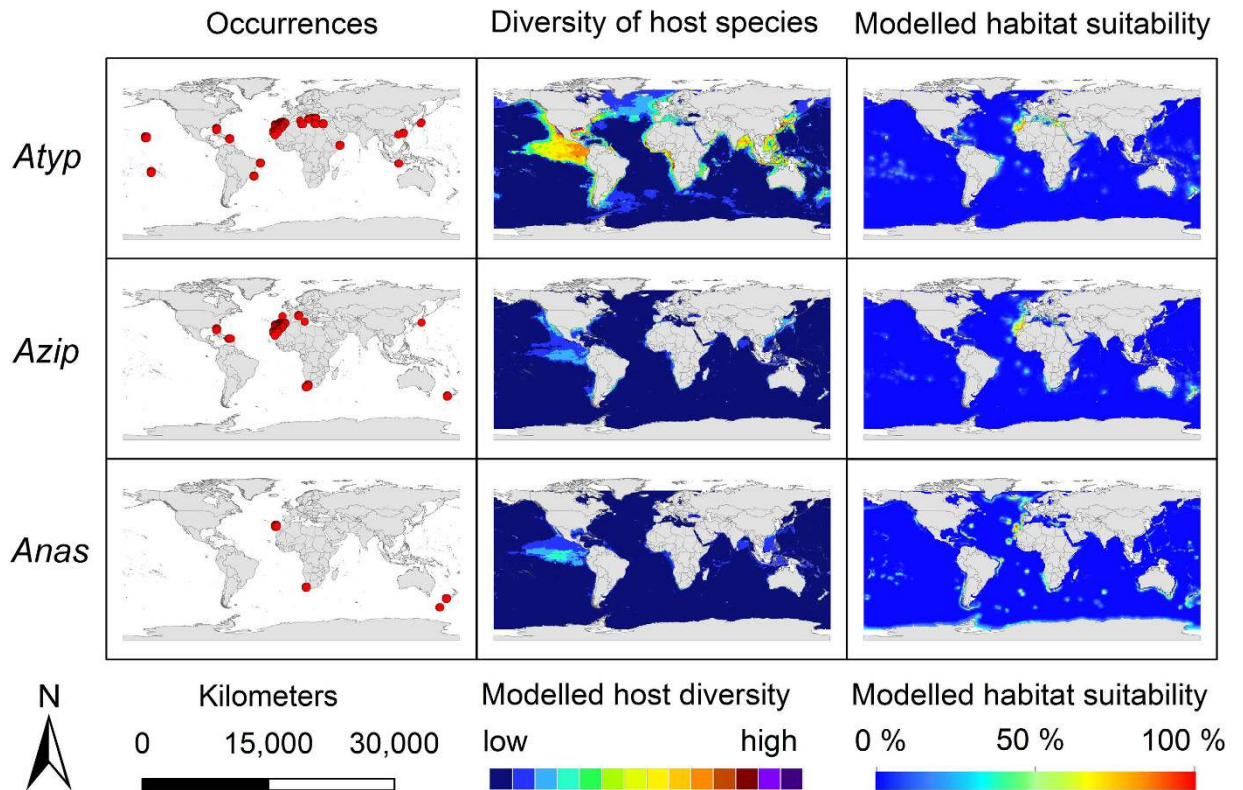 Occurrences Diversity of host species Modelled habitat suitability
Atyp
Azip
Anas
N Kilometers Modelled host diversity Modelled habitat suitability
0 15,000 30,000 low high 0 % 50 % 100 %